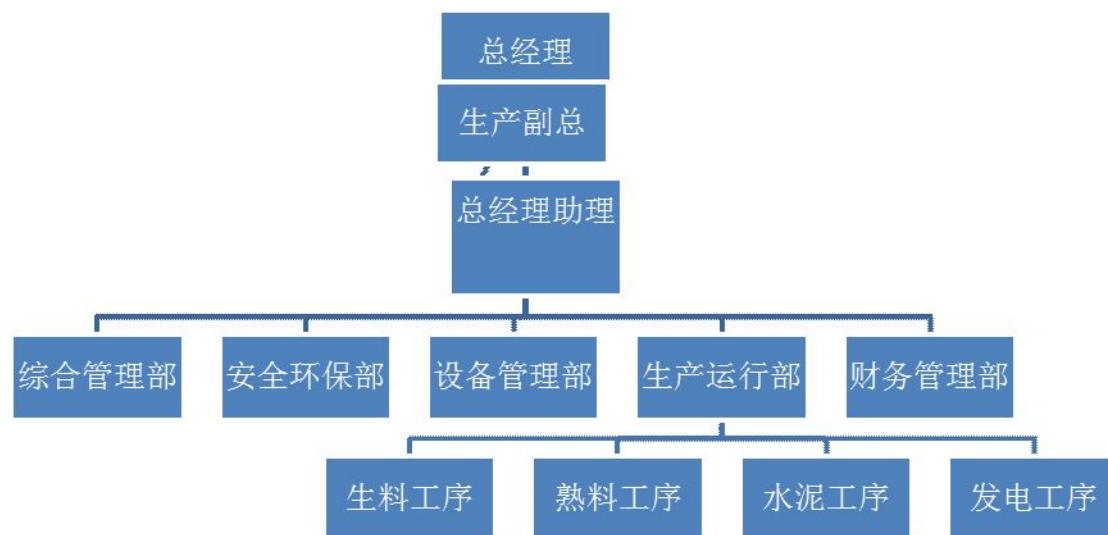 总经理
生产副总
总经理助理
综合管理部
安全环保部
设备管理部
生产运行部
财务管理部
生料工序
熟料工序
水泥工序
发电工序